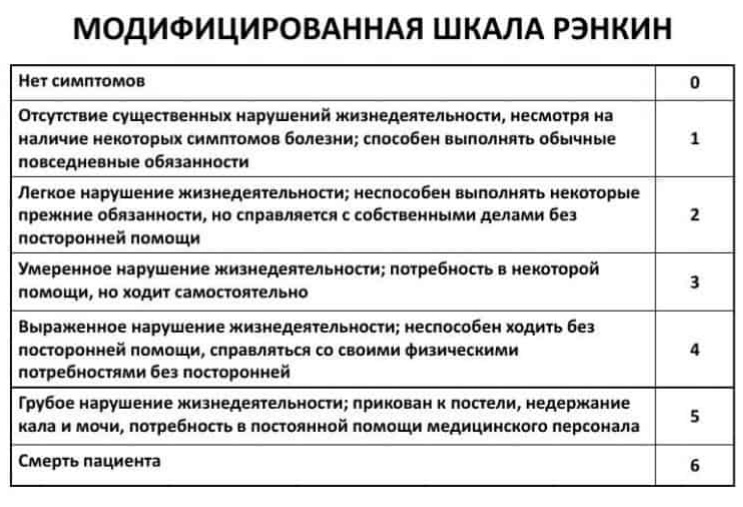 МОДИФИЦИРОВАННАЯ ШКАЛА РЭНКИН
Нет симптомов 0
Отсутствие существенных нарушений жизнедеятельности, несмотря на
наличие некоторых симптомов болезни; способен выполнять обычные 1
повседневные обязанности
Легкое нарушение жизнедеятельности; неспособен выполнять некоторые
прежние обязанности, но справляется с собственными делами без 2
посторонней помощи
Умеренное нарушение жизнедеятельности; потребность в некоторой
помощи, но ходит самостоятельно 3
Выраженное нарушение жизнедеятельности; неспособен ходить без
посторонней помощи, справляться со своими физическими 4
потребностями без посторонней
Грубое нарушение жизнедеятельности; прикован к постели, недержание
кала и мочи, потребность в постоянной помощи медицинского персонала 5
Смерть пациента 6